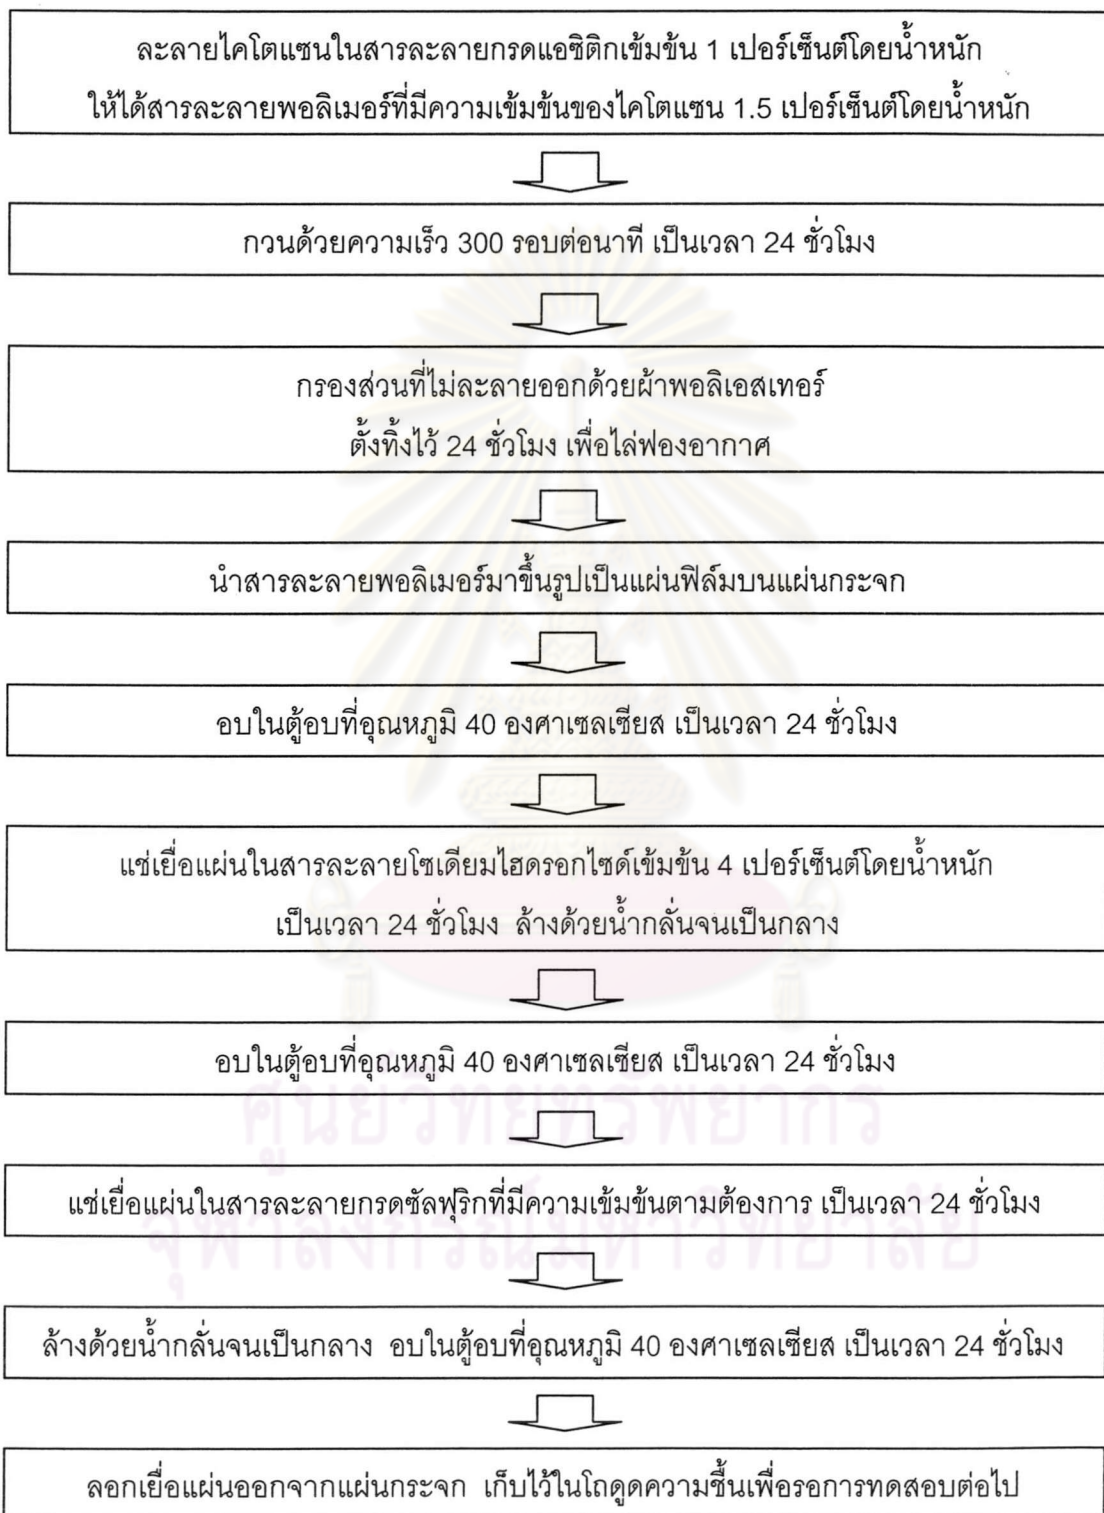 ละลายไคโตแซนในสารละลายกรดแอซิติกเข้มข้น 1 เปอร์เซ็นต์โดยน้ำหนัก
ให้ได้สารละลายพอลิเมอร์ที่มีความเข้มข้นของไคโตแซน 1.5 เปอร์เซ็นต์โดยน้ำหนัก
กวนด้วยความเร็ว 300 รอบต่อนาที เป็นเวลา 24 ชั่วโมง
กรองส่วนที่ไม่ละลายออกด้วยผ้าพอลิเอสเทอร์
ตั้งทิ้งไว้ 24 ชั่วโมง เพื่อไล่ฟองอากาศ
นำสารละลายพอลิเมอร์มาขึ้นรูปเป็นแผ่นฟิล์มบนแผ่นกระจก
อบในตู้อบที่อุณหภูมิ 40 องศาเซลเซียส เป็นเวลา 24 ชั่วโมง
แช่เยื่อแผ่นในสารละลายโซเดียมไฮดรอกไซด์เข้มข้น 4 เปอร์เซ็นต์โดยน้ำหนัก
เป็นเวลา 24 ชั่วโมง ล้างด้วยน้ำกลั่นจนเป็นกลาง
อบในตู้อบที่อุณหภูมิ 40 องศาเซลเซียส เป็นเวลา 24 ชั่วโมง
ศูนย์วิทยทรัพยากร
แช่เยื่อแผ่นในสารละลายกรดซัลฟุริกที่มีความเข้มข้นตามต้องการ เป็นเวลา 24 ชั่วโมง
จุฬาลงกรณ์มหาวิทยาลัย
ล้างด้วยน้ำกลั่นจนเป็นกลาง อบในตู้อบที่อุณหภูมิ 40 องศาเซลเซียส เป็นเวลา 24 ชั่วโมง
ลอกเยื่อแผ่นออกจากแผ่นกระจก เก็บไว้ในโถดูดความชื้นเพื่อรอการทดสอบต่อไป